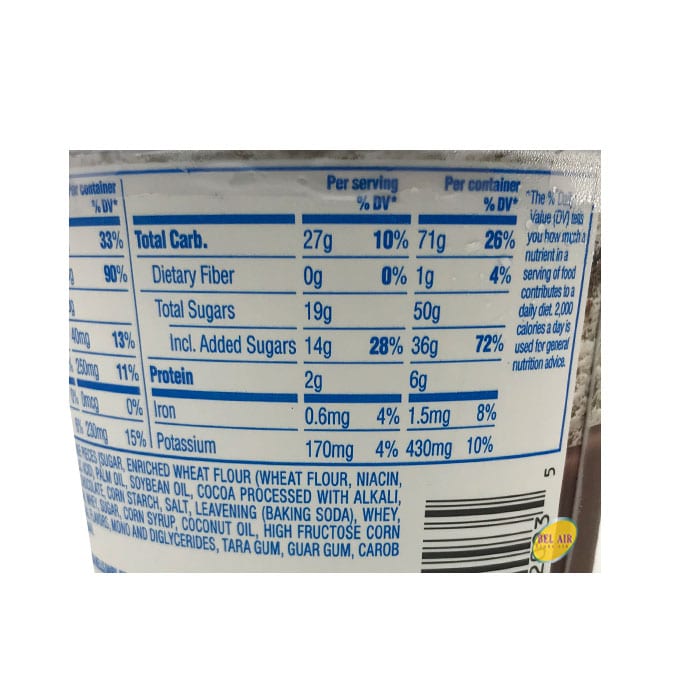 Per container
% DV*
33%
90%
13%
250mg 11%
0mcg 0%
230mg 15%
Per serving Per container
% DV* % DV*
Total Carb. 27g 10% 71g 26%
Dietary Fiber 0g 0% 1g 4%
Total Sugars 19g 50g
Incl. Added Sugars 14g 28% 36g 72%
Protein 2g 6g
Iron 0.6mg 4% 1.5mg 8%
Potassium 170mg 4% 430mg 10%
*The % Daily
Value (DV) tells
you how much a
nutrient in a
serving of food
contributes to a
daily diet. 2,000
calories a day is
used for general
nutrition advice.
PIECES (SUGAR, ENRICHED WHEAT FLOUR (WHEAT FLOUR, NIACIN,
PALM OIL, SOYBEAN OIL, COCOA PROCESSED WITH ALKALI,
CORN STARCH, SALT, LEAVENING (BAKING SODA), WHEY,
SUGAR, CORN SYRUP, COCONUT OIL, HIGH FRUCTOSE CORN
MONO AND DIGLYCERIDES, TARA GUM, GUAR GUM, CAROB
5
BEL AIR